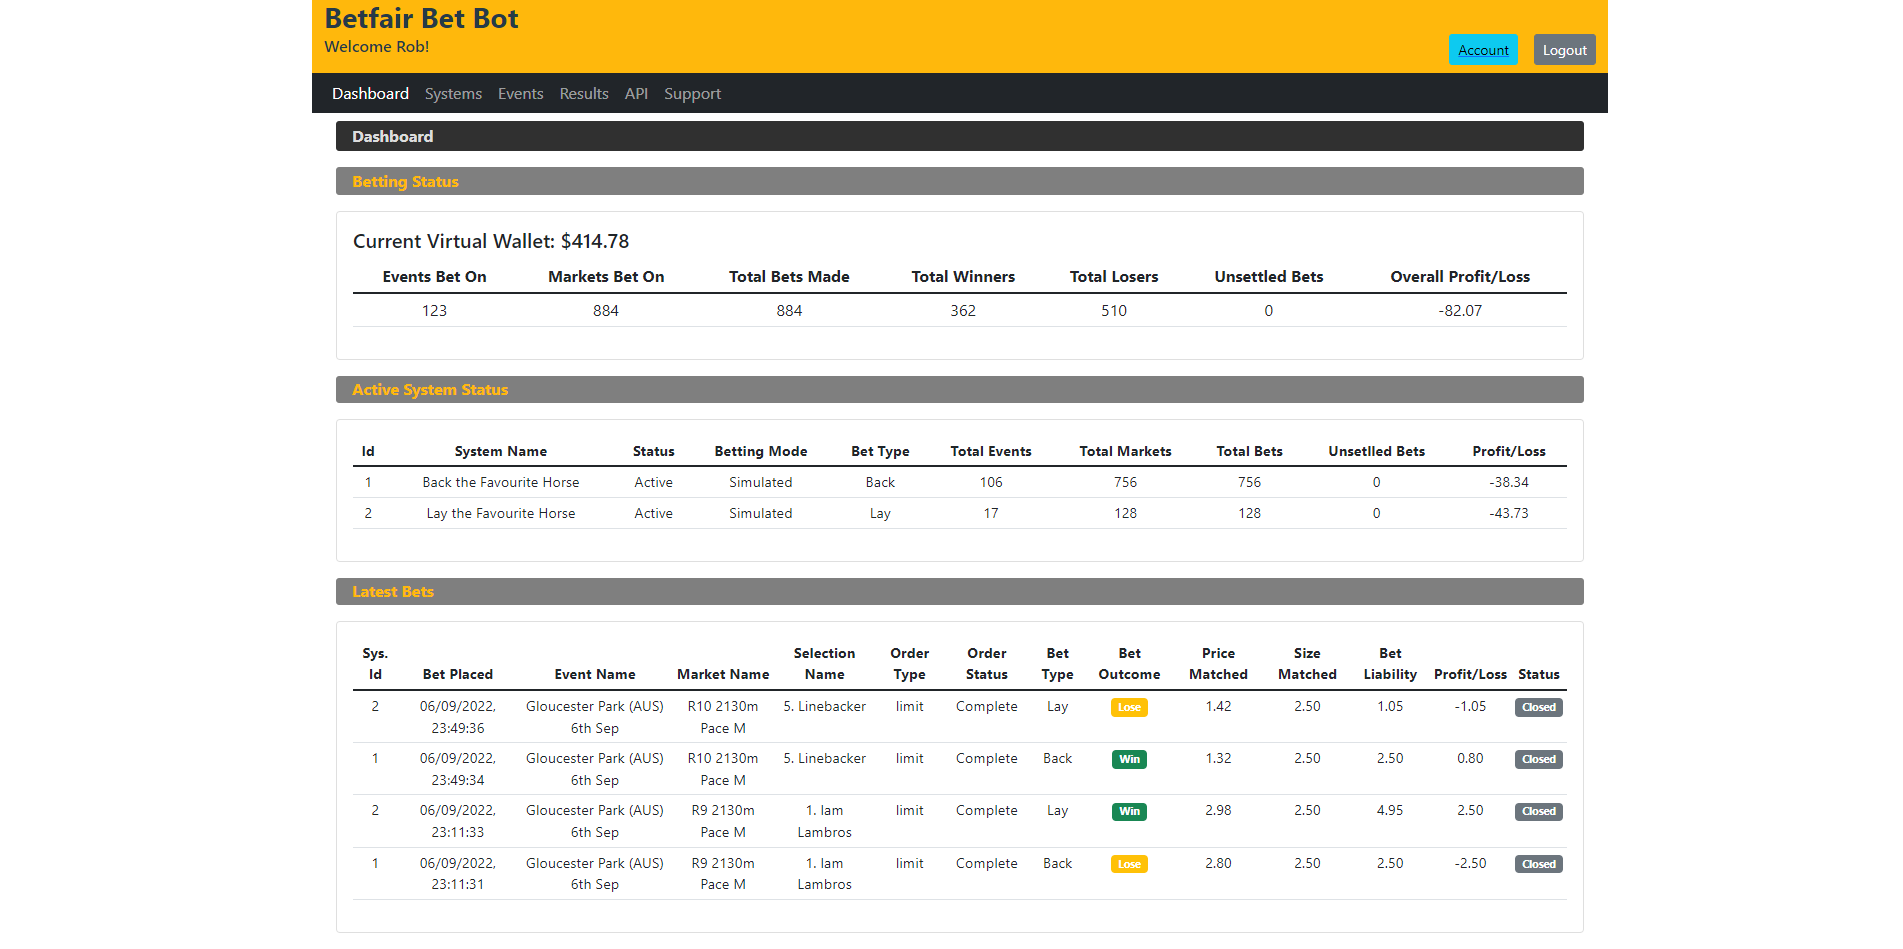 Betfair Bet Bot
Welcome Rob!
Account Logout
Dashboard Systems Events Results API Support
Dashboard
Betting Status
Current Virtual Wallet: $414.78
Events Bet On Markets Bet On Total Bets Made Total Winners Total Losers Unsettled Bets Overall Profit/Loss
123 884 884 362 510 0 -82.07
Active System Status
Id System Name Status Betting Mode Bet Type Total Events Total Markets Total Bets Unsetlled Bets Profit/Loss
1 Back the Favourite Horse Active Simulated Back 106 756 756 0 -38.34
2 Lay the Favourite Horse Active Simulated Lay 17 128 128 0 -43.73
Latest Bets
Sys. Selection Order Order Bet Bet Price Size Bet
Id Bet Placed Event Name Market Name Name Type Status Type Outcome Matched Matched Liability Profit/Loss Status
2 06/09/2022, Gloucester Park (AUS) R10 2130m 5. Linebacker limit Complete Lay Lose 1.42 2.50 1.05 -1.05 Closed
23:49:36 6th Sep Pace M
1 06/09/2022, Gloucester Park (AUS) R10 2130m 5. Linebacker limit Complete Back Win 1.32 2.50 2.50 0.80 Closed
23:49:34 6th Sep Pace M
2 06/09/2022, Gloucester Park (AUS) R9 2130m 1. Iam limit Complete Lay Win 2.98 2.50 4.95 2.50 Closed
23:11:33 6th Sep Pace M Lambros
1 06/09/2022, Gloucester Park (AUS) R9 2130m 1. Iam limit Complete Back Lose 2.80 2.50 2.50 -2.50 Closed
23:11:31 6th Sep Pace M Lambros